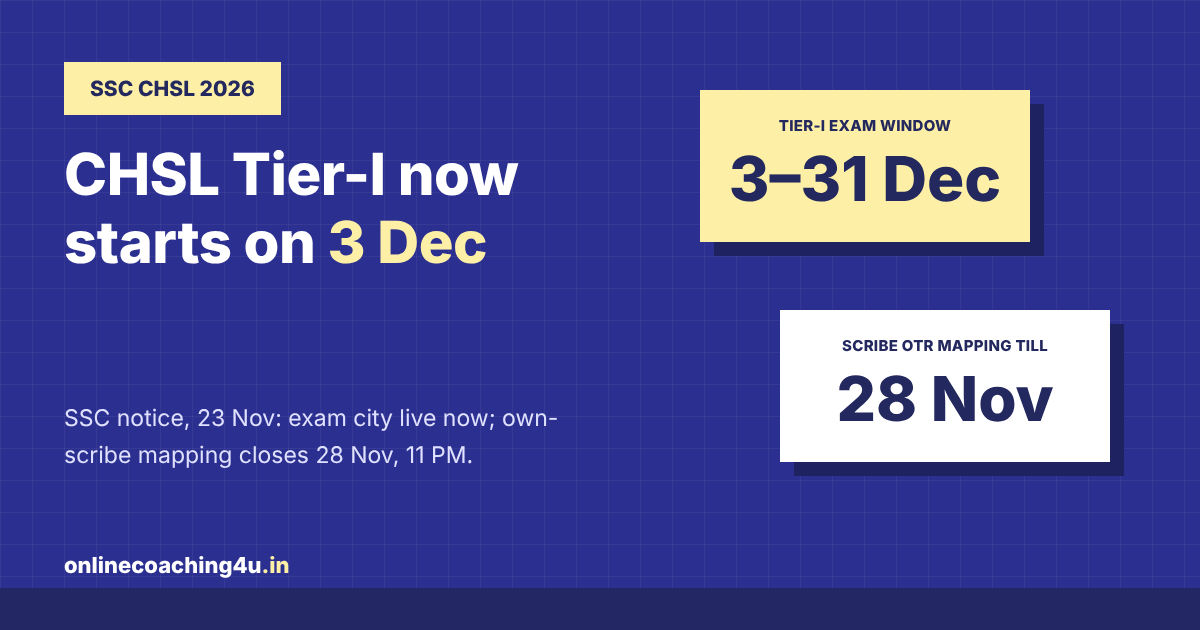 SSC CHSL 2026
CHSL Tier-I now
starts on 3 Dec
SSC notice, 23 Nov: exam city live now; own-
scribe mapping closes 28 Nov, 11 PM.
onlinecoaching4u.in
TIER-I EXAM WINDOW
3–31 Dec
SCRIBE OTR MAPPING TILL
28 Nov